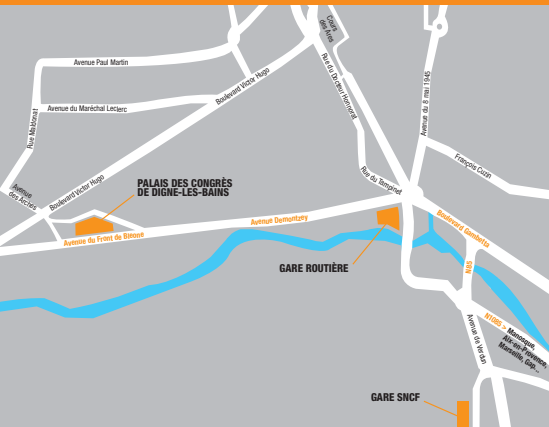 Avenue Paul Martin
Cours
des Arès
Rue du Docteur Honnorat
Avenue du 8 mai 1945
Boulevard Victor Hugo
Avenue du Maréchal Leclerc
Rue Maldonat
François Cuzin
Rue du Tampinet
Avenue
des Arches
Boulevard Victor Hugo
PALAIS DES CONGRÈS
DE DIGNE-LES-BAINS
Avenue Demontzey
Boulevard Gambetta
Avenue du Front de Bléone
GARE ROUTIÈRE
N85
N1085 > Manosque,
Aix-en-Provence,
Marseille, Gap...
Avenue de Verdun
GARE SNCF